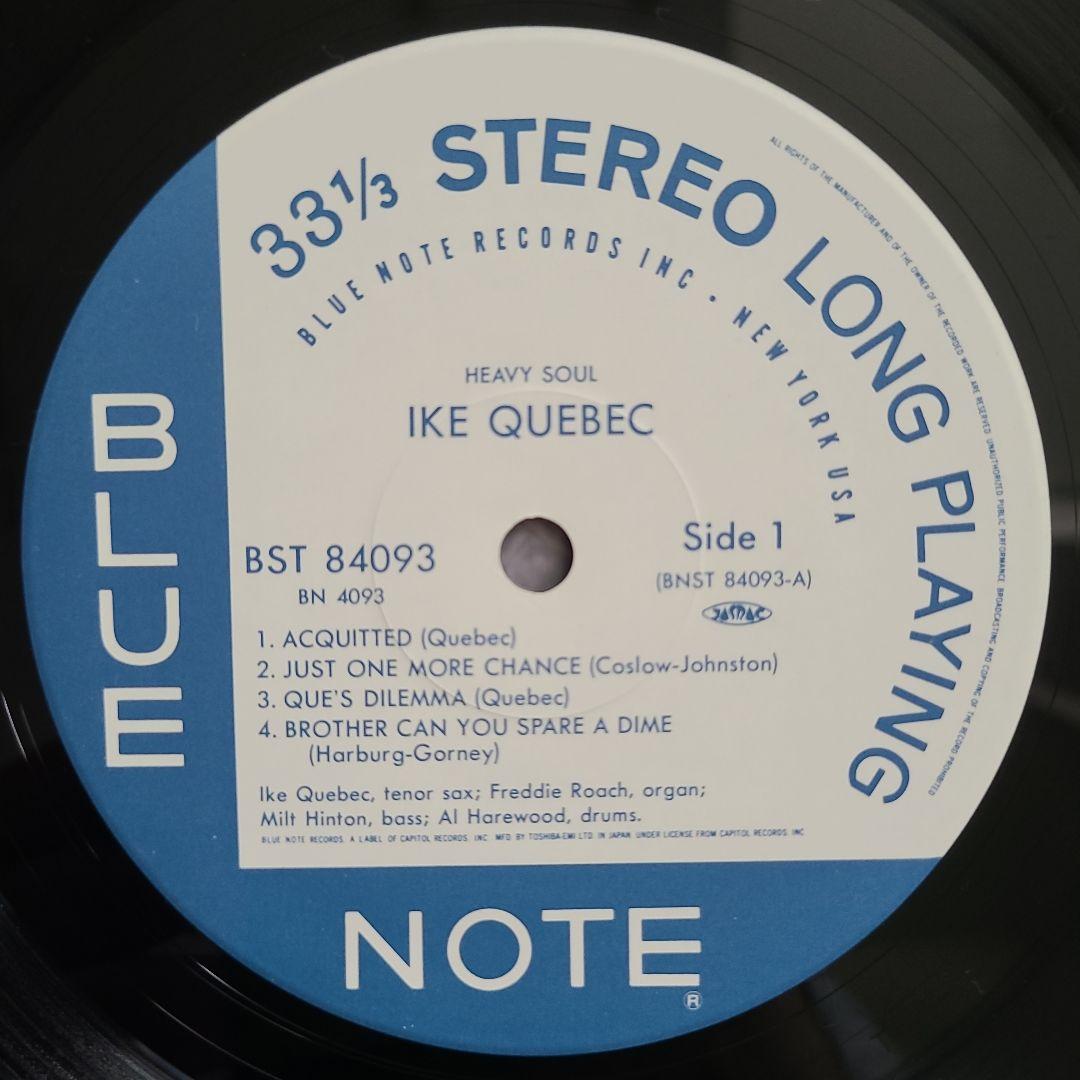 33⅓ STEREO LONG PLAYING
BLUE NOTE RECORDS INC · NEW YORK USA
ALL RIGHTS OF THE MANUFACTURER AND OF THE OWNER OF THE RECORDED WORK ARE RESERVED UNAUTHORIZED PUBLIC PERFORMANCE BROADCASTING AND COPYING OF THE RECORD PROHIBITED
HEAVY SOUL
IKE QUEBEC
BST 84093
BN 4093
Side 1
(BNST 84093-A)
JASRAC
1. ACQUITTED (Quebec)
2. JUST ONE MORE CHANCE (Coslow-Johnston)
3. QUE'S DILEMMA (Quebec)
4. BROTHER CAN YOU SPARE A DIME
(Harburg-Gorney)
Ike Quebec, tenor sax; Freddie Roach, organ;
Milt Hinton, bass; Al Harewood, drums.
BLUE NOTE RECORDS. A LABEL OF CAPITOL RECORDS. INC MFD. BY TOSHIBA-EMI LTD. IN JAPAN UNDER LICENSE FROM CAPITOL RECORDS. INC
BLUE
NOTE
®